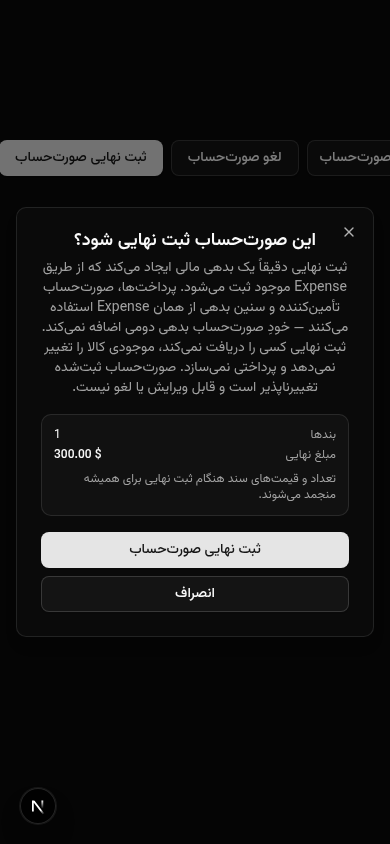 صورت‌حساب
لغو صورت‌حساب
ثبت نهایی صورت‌حساب
این صورت‌حساب ثبت نهایی شود؟
ثبت نهایی دقیقاً یک بدهی مالی ایجاد می‌کند که از طریق
Expense موجود ثبت می‌شود. پرداخت‌ها، صورت‌حساب
تأمین‌کننده و سنین بدهی از همان Expense استفاده
می‌کنند — خودِ صورت‌حساب بدهی دومی اضافه نمی‌کند.
ثبت نهایی کسی را دریافت نمی‌کند، موجودی کالا را تغییر
نمی‌دهد و پرداختی نمی‌سازد. صورت‌حساب ثبت‌شده
تغییرناپذیر است و قابل ویرایش یا لغو نیست.
بندها 1
مبلغ نهایی 300.00 $
تعداد و قیمت‌های سند هنگام ثبت نهایی برای همیشه
منجمد می‌شوند.
ثبت نهایی صورت‌حساب
انصراف
N